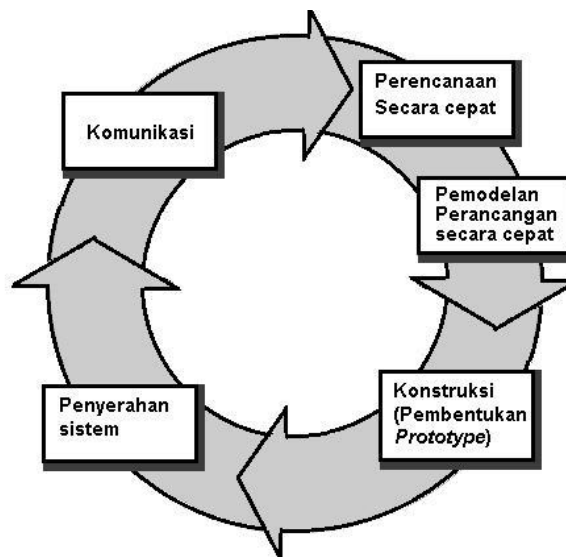 Komunikasi
Perencanaan
Secara cepat
Pemodelan
Perancangan
secara cepat
Konstruksi
(Pembentukan
Prototype)
Penyerahan
sistem